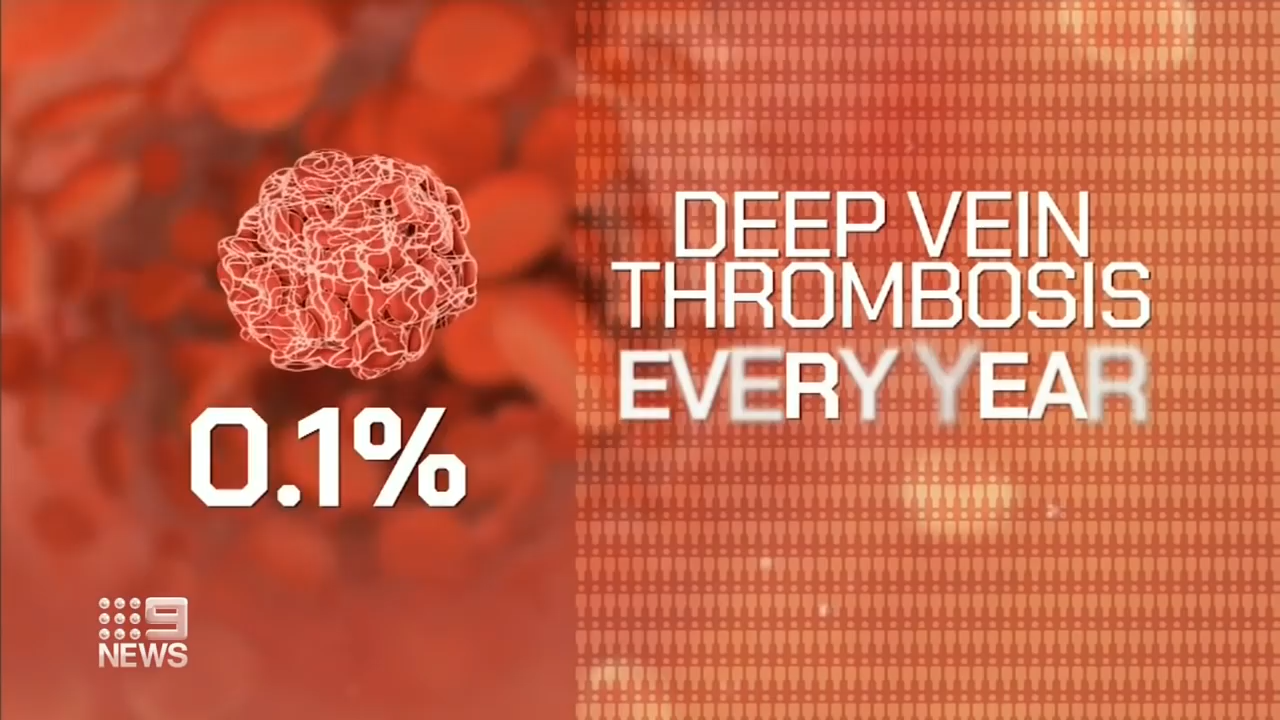 0.1%
DEEP VEIN
THROMBOSIS
EVERY YEAR
9
NEWS